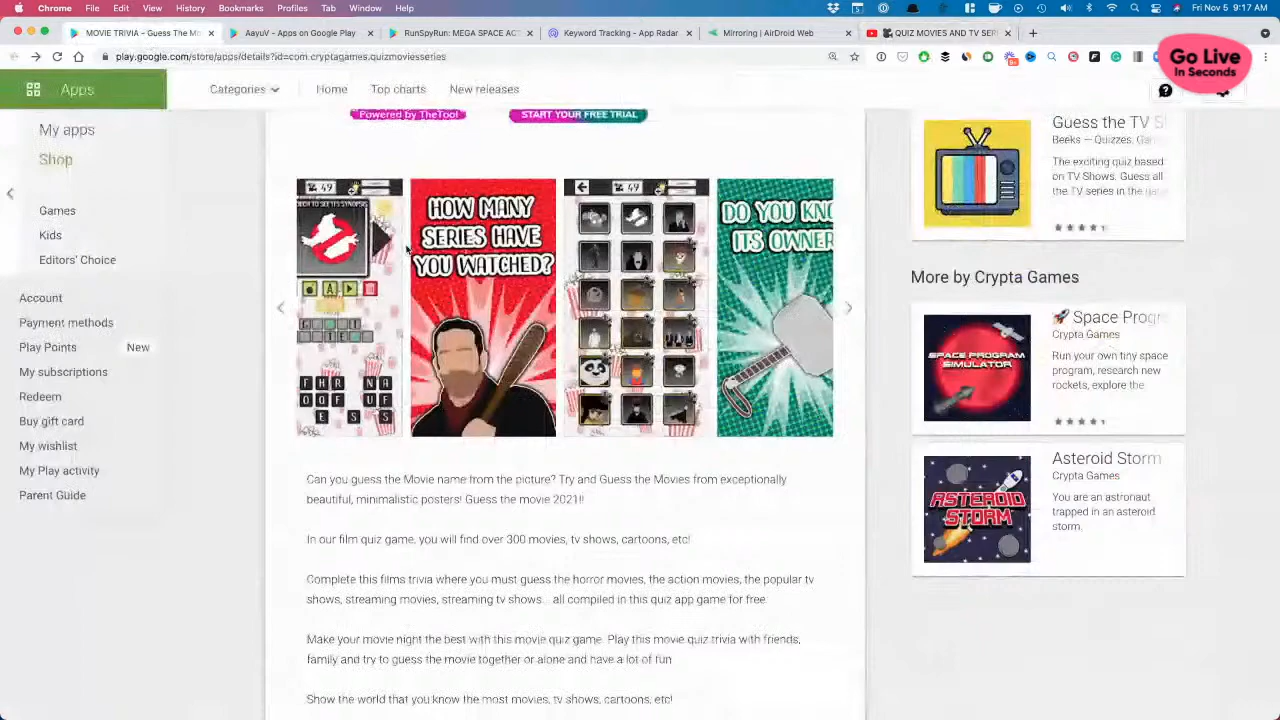 Chrome File Edit View History Bookmarks Profiles Tab Window Help
Fri Nov 5 9:17 AM
MOVIE TRIVIA - Guess The Mo
AayuV - Apps on Google Play
RunSpyRun: MEGA SPACE AC
Keyword Tracking - App Radar
Mirroring | AirDroid Web
QUIZ MOVIES AND TV SER
play.google.com/store/apps/details?id=com.cryptagames.quizmovieseries
Go Live
In Seconds
Apps
Categories
Home
Top charts
New releases
My apps
Shop
Games
Kids
Editors' Choice
Account
Payment methods
Play Points
New
My subscriptions
Redeem
Buy gift card
My wishlist
My Play activity
Parent Guide
Powered by TheTool
START YOUR FREE TRIAL
49
HOW MANY
SERIES HAVE
YOU WATCHED?
49
DO YOU KNO
ITS OWNER
F H R N A
O O F U F
E S S
Can you guess the Movie name from the picture? Try and Guess the Movies from exceptionally
beautiful, minimalistic posters! Guess the movie 2021!!
In our film quiz game, you will find over 300 movies, tv shows, cartoons, etc!
Complete this films trivia where you must guess the horror movies, the action movies, the popular tv
shows, streaming movies, streaming tv shows... all compiled in this quiz app game for free.
Make your movie night the best with this movie quiz game. Play this movie quiz trivia with friends,
family and try to guess the movie together or alone and have a lot of fun
Show the world that you know the most movies, tv shows, cartoons, etc!
Guess the TV S
Beeks — Quizzes, Gam
The exciting quiz based
on TV Shows. Guess all
the TV series in the
More by Crypta Games
SPACE PROGRAM
SIMULATOR
🚀 Space Progr
Crypta Games
Run your own tiny space
program, research new
rockets, explore the
ASTEROID
STORM
Asteroid Storm
Crypta Games
You are an astronaut
trapped in an asteroid
storm.